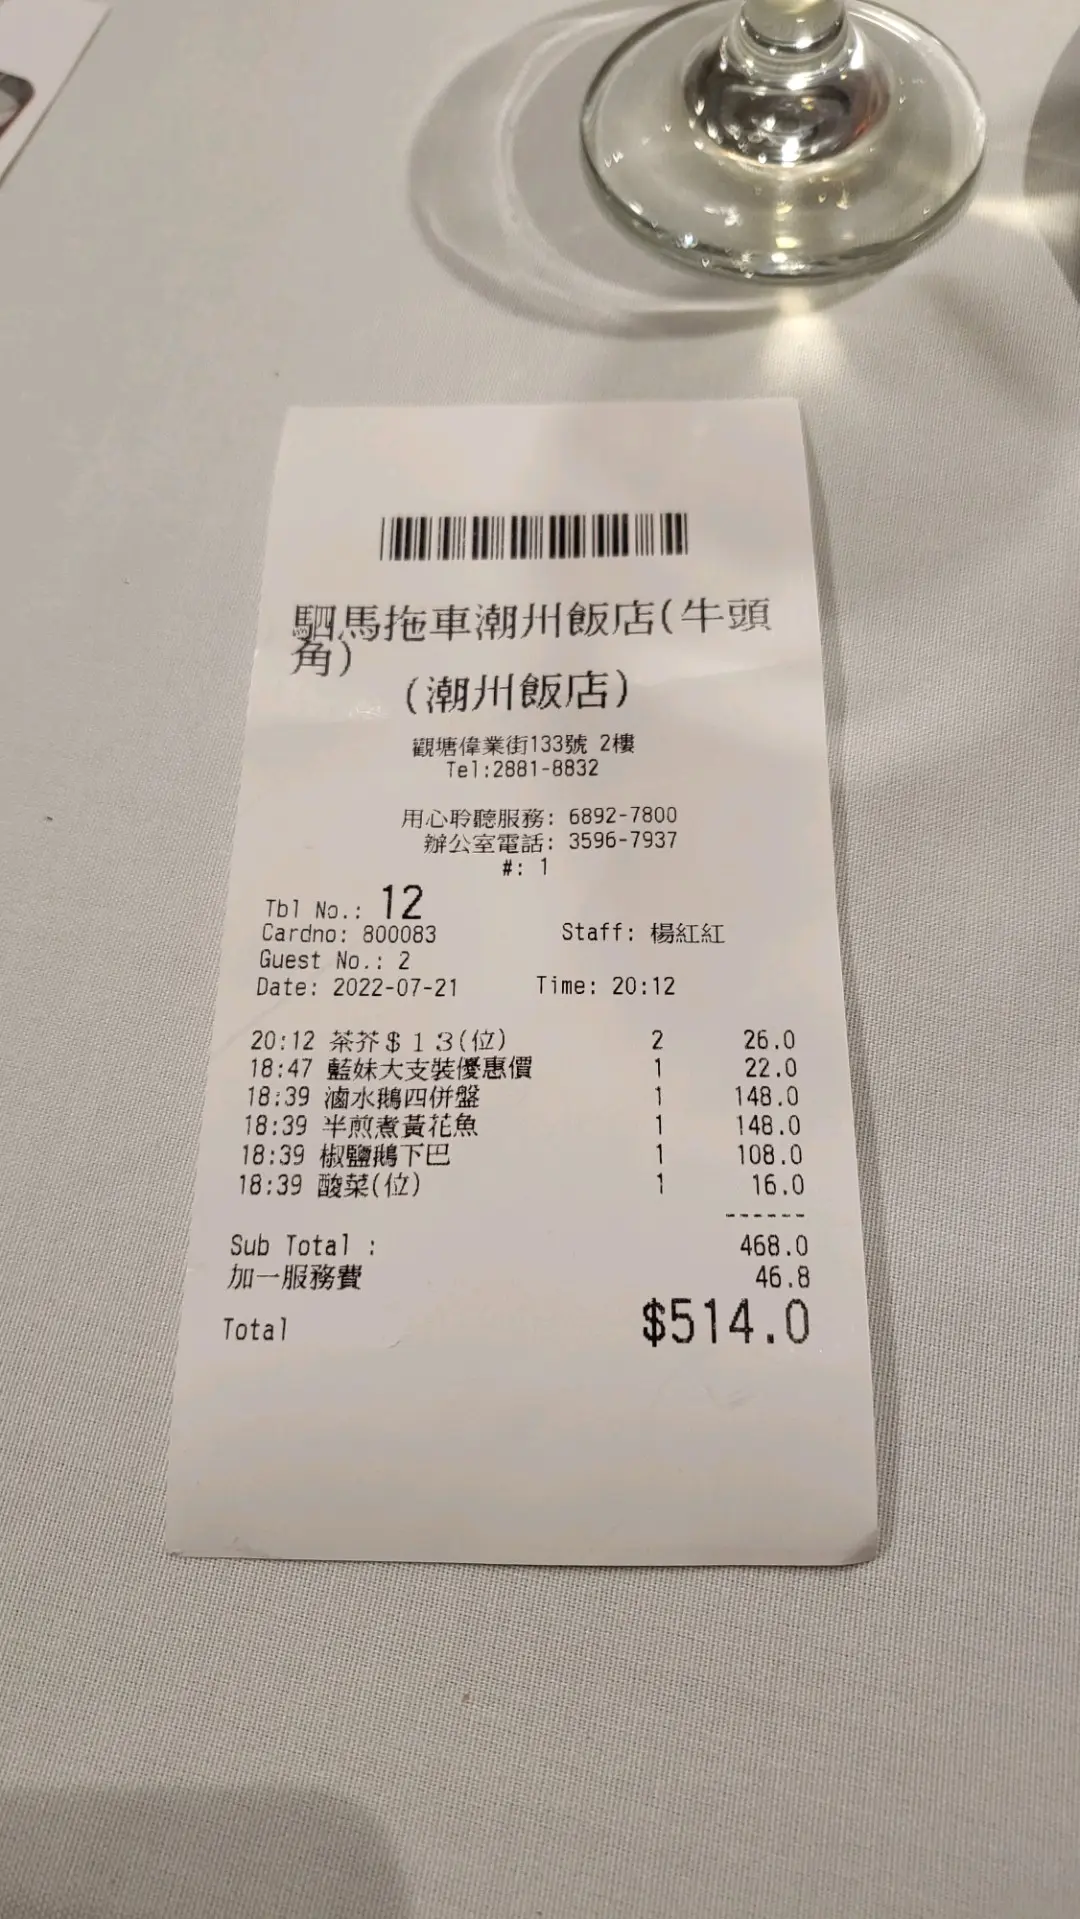 駟馬拖車潮州飯店(牛頭
角)
(潮州飯店)
觀塘偉業街133號 2樓
Tel:2881-8832
用心聆聽服務: 6892-7800
辦公室電話: 3596-7937
#: 1
Tbl No.: 12
Cardno: 800083 Staff: 楊紅紅
Guest No.: 2
Date: 2022-07-21 Time: 20:12
20:12 茶芥$13(位) 2 26.0
18:47 藍妹大支裝優惠價 1 22.0
18:39 滷水鵝四併盤 1 148.0
18:39 半煎煮黃花魚 1 148.0
18:39 椒鹽鵝下巴 1 108.0
18:39 酸菜(位) 1 16.0
------
Sub Total : 468.0
加一服務費 46.8
Total $514.0